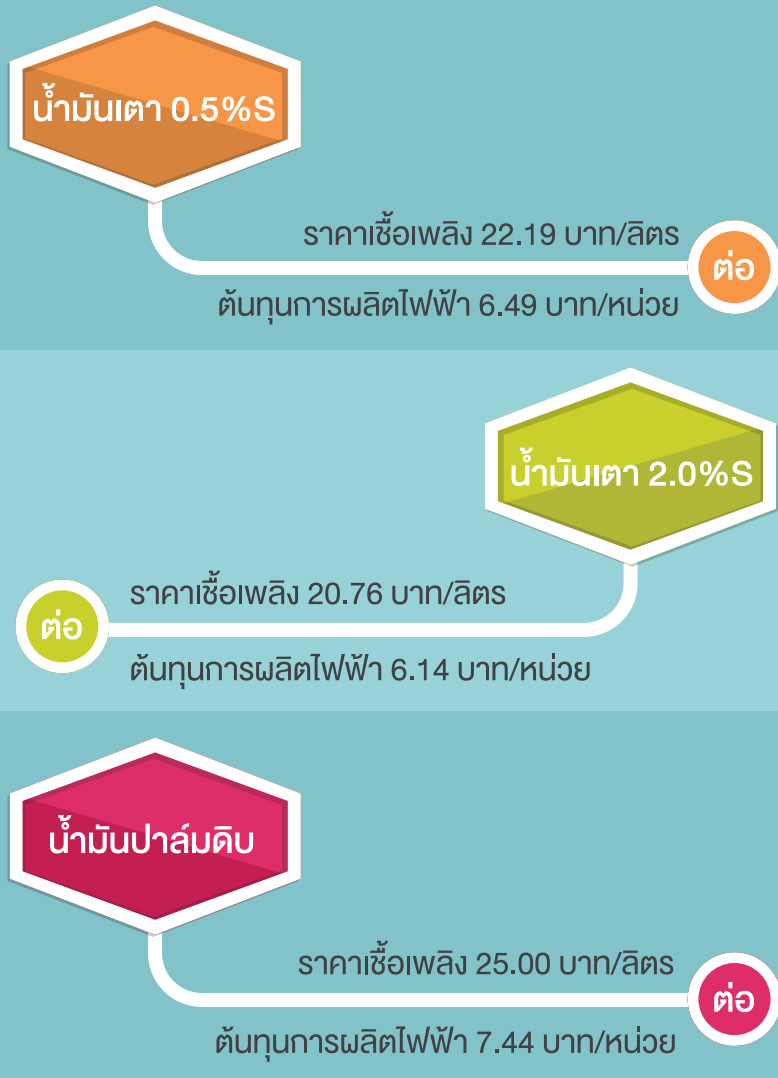 น้ำมันเตา 0.5%S
ราคาเชื้อเพลิง 22.19 บาท/ลิตร
ต่อ
ต้นทุนการผลิตไฟฟ้า 6.49 บาท/หน่วย
น้ำมันเตา 2.0%S
ราคาเชื้อเพลิง 20.76 บาท/ลิตร
ต่อ
ต้นทุนการผลิตไฟฟ้า 6.14 บาท/หน่วย
น้ำมันปาล์มดิบ
ราคาเชื้อเพลิง 25.00 บาท/ลิตร
ต่อ
ต้นทุนการผลิตไฟฟ้า 7.44 บาท/หน่วย